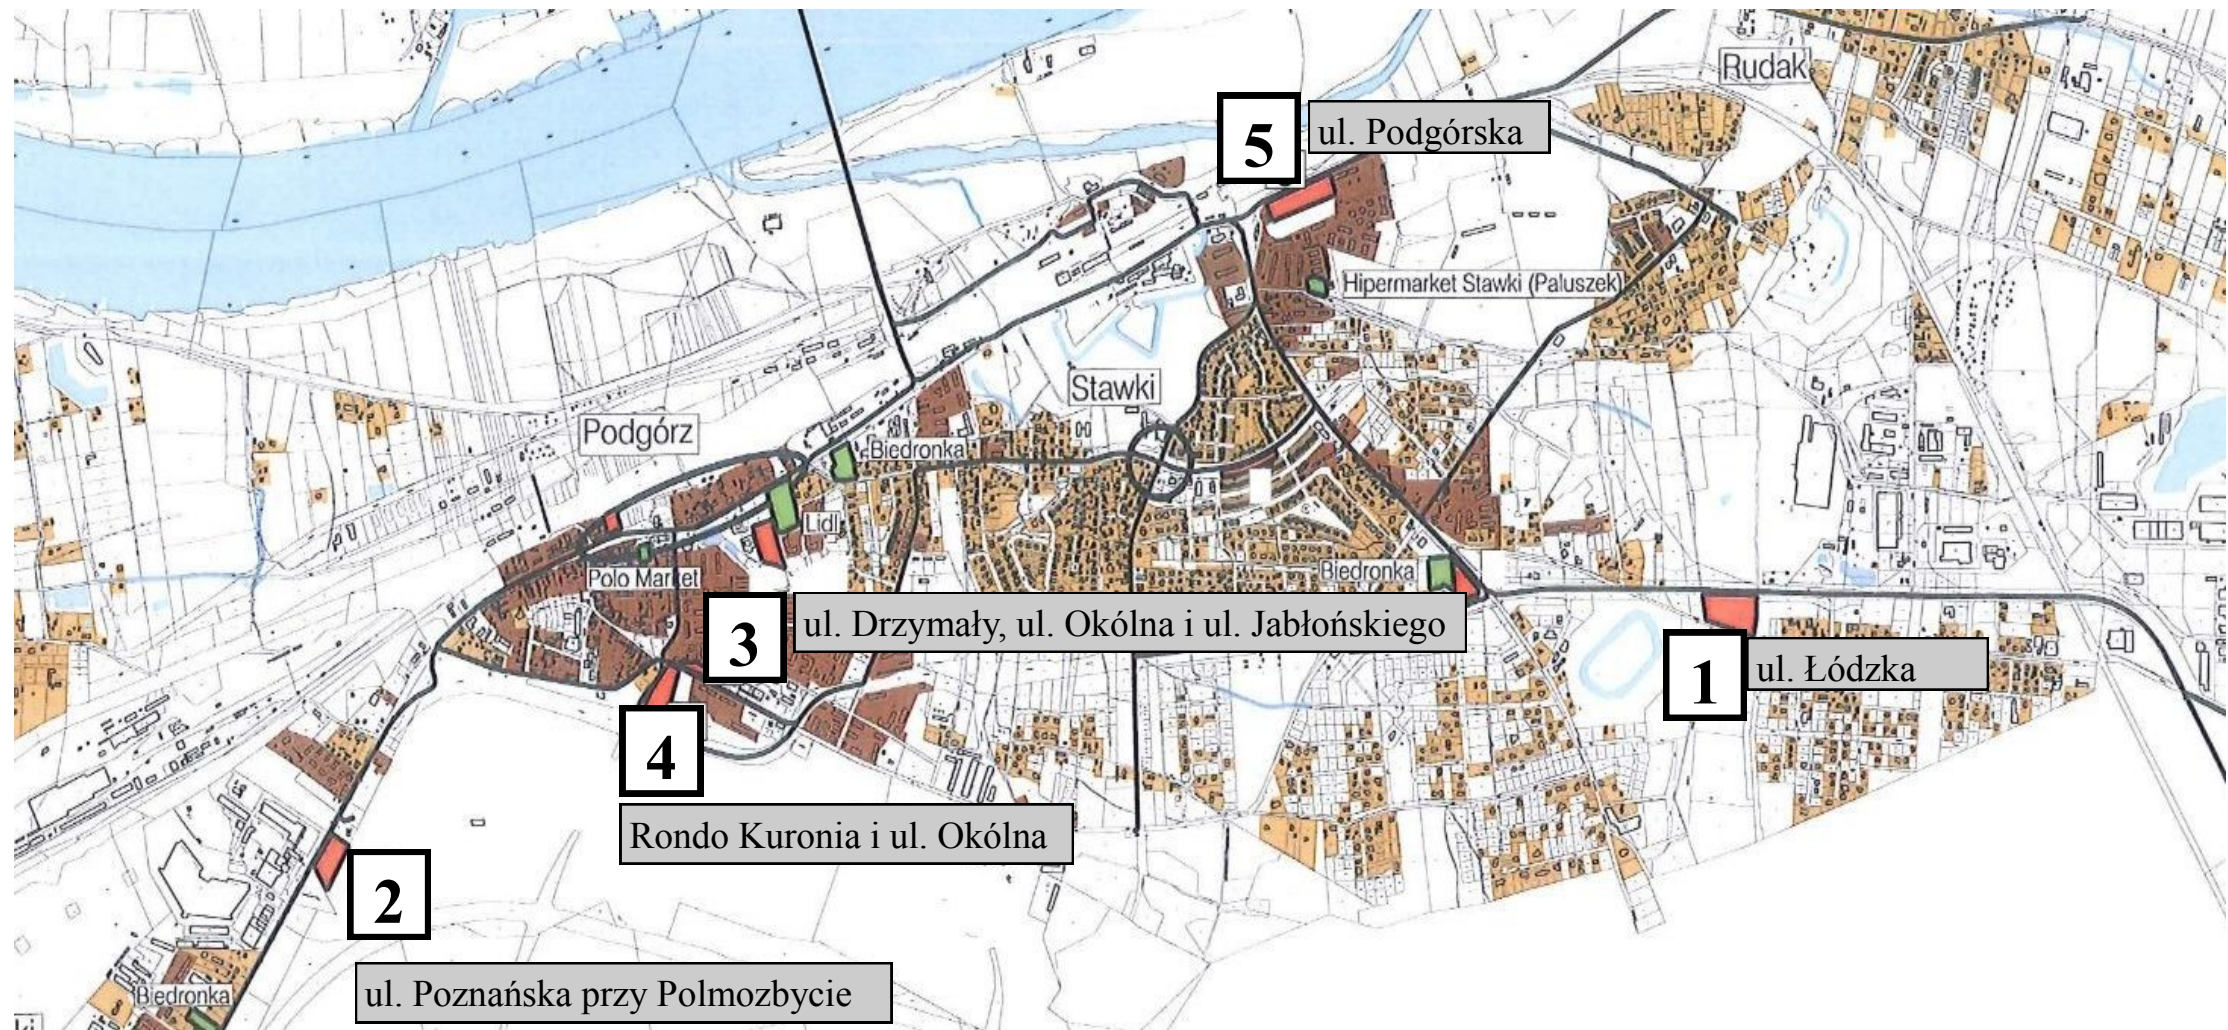 Rudak
5
ul. Podgórska
Hipermarket Stawki (Paluszek)
Stawki
Podgórz
Biedronka
Lidl
Polo Market
Biedronka
3
ul. Drzymały, ul. Okólna i ul. Jabłońskiego
1
ul. Łódzka
4
Rondo Kuronia i ul. Okólna
2
ul. Poznańska przy Polmozbycie
Biedronka